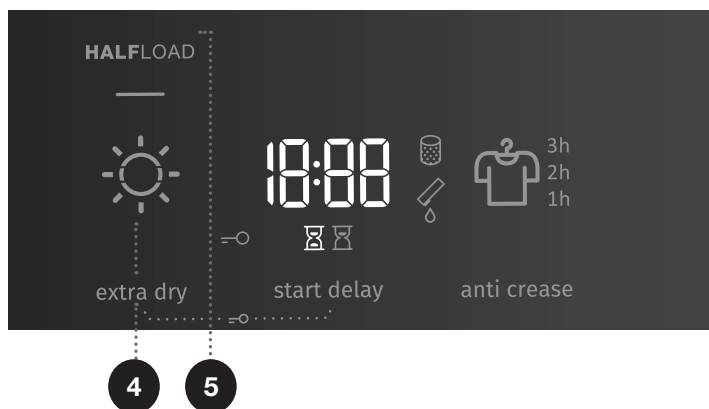 HALFLOAD
18:88
3h
2h
1h
extra dry
start delay
anti crease
4
5